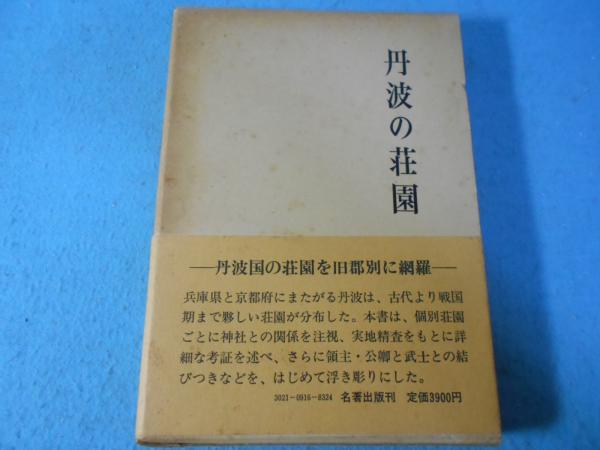 丹波の荘園
──丹波国の荘園を旧郡別に網羅──
兵庫県と京都府にまたがる丹波は、古代より戦国
期まで夥しい荘園が分布した。本書は、個別荘園
ごとに神社との関係を注視、実地精査をもとに詳
細な考証を述べ、さらに領主・公卿と武士との結
びつきなどを、はじめて浮き彫りにした。
3021-0916-8324 名著出版刊 定価3900円